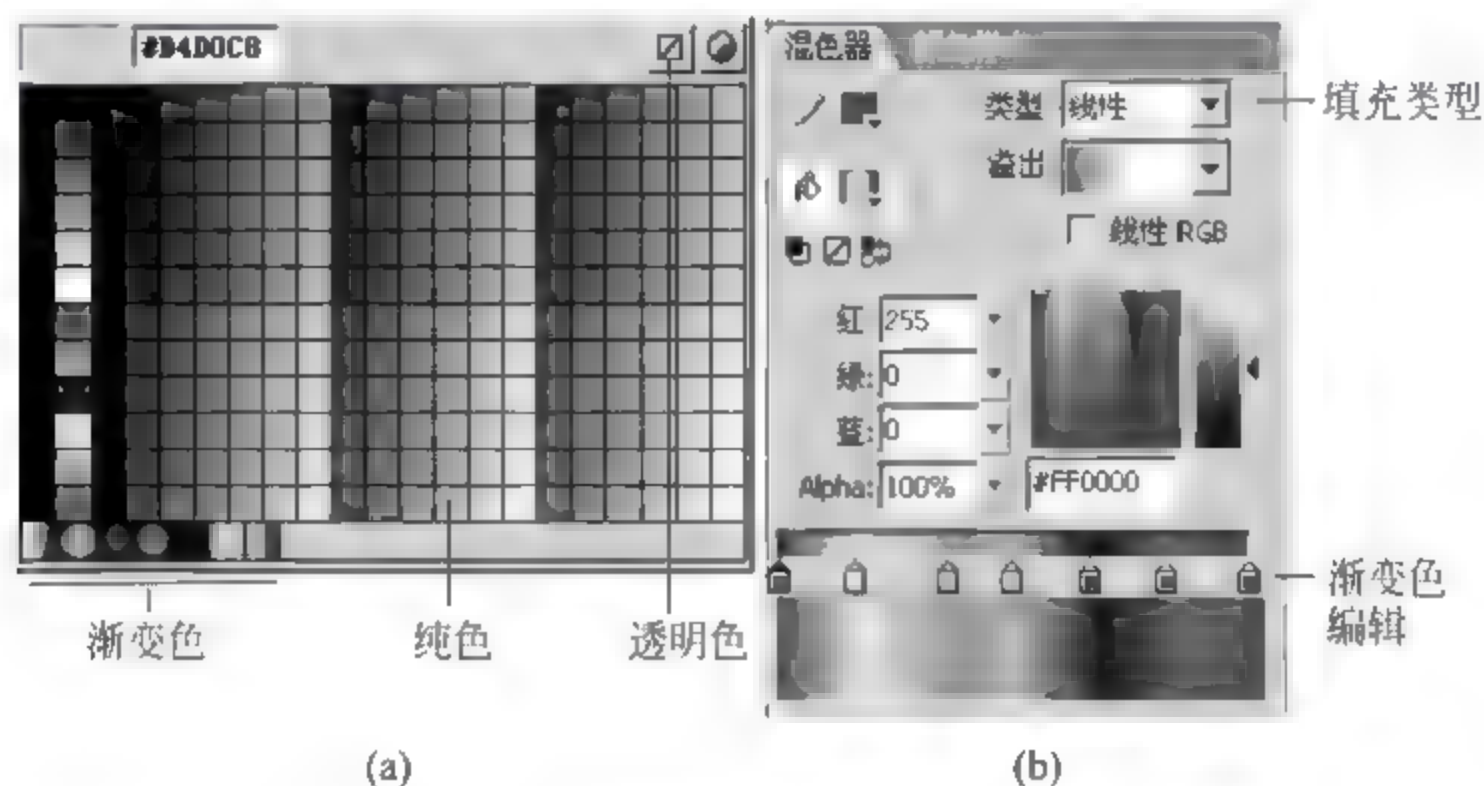 #D4D0C8
混色器
类型 线性
填充类型
溢出
线性 RGB
红 255
绿: 0
蓝: 0
Alpha: 100%
#FF0000
渐变色
编辑
渐变色 纯色 透明色
(a) (b)